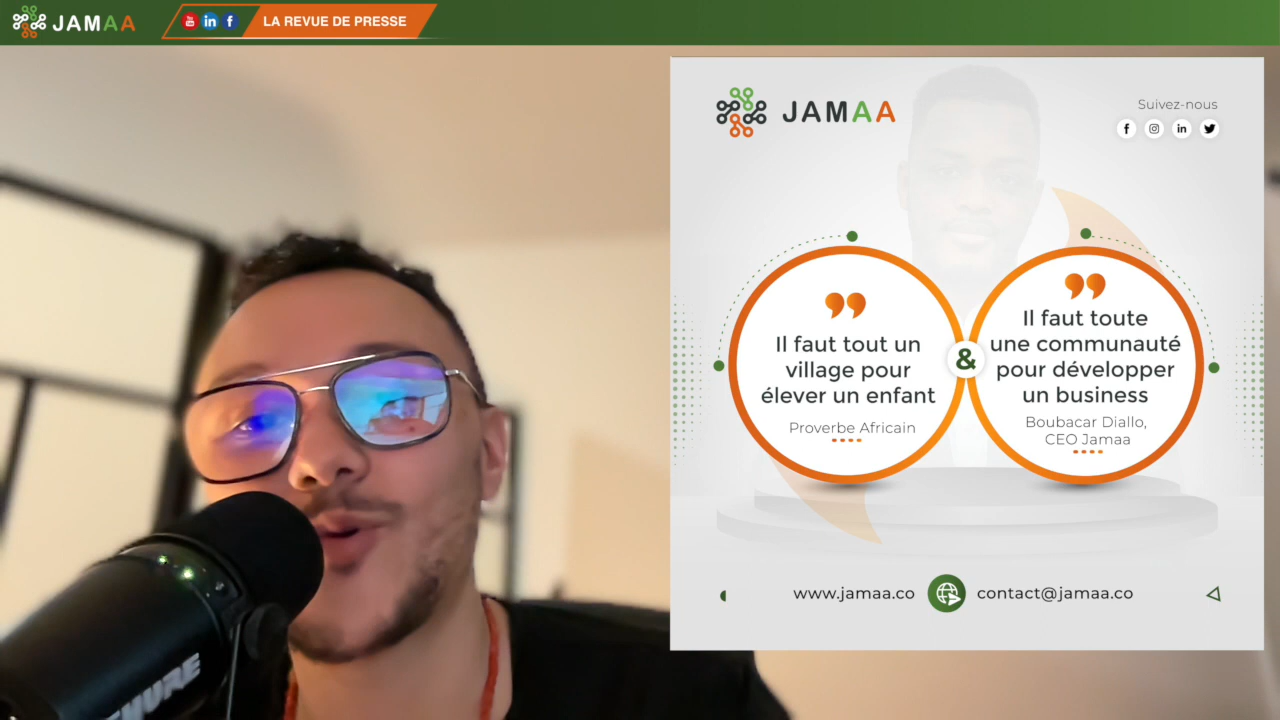 JAMAA
LA REVUE DE PRESSE
JAMAA
Suivez-nous
Il faut tout un
village pour
élever un enfant
Proverbe Africain
&
Il faut toute
une communauté
pour développer
un business
Boubacar Diallo,
CEO Jamaa
www.jamaa.co
contact@jamaa.co
SHURE